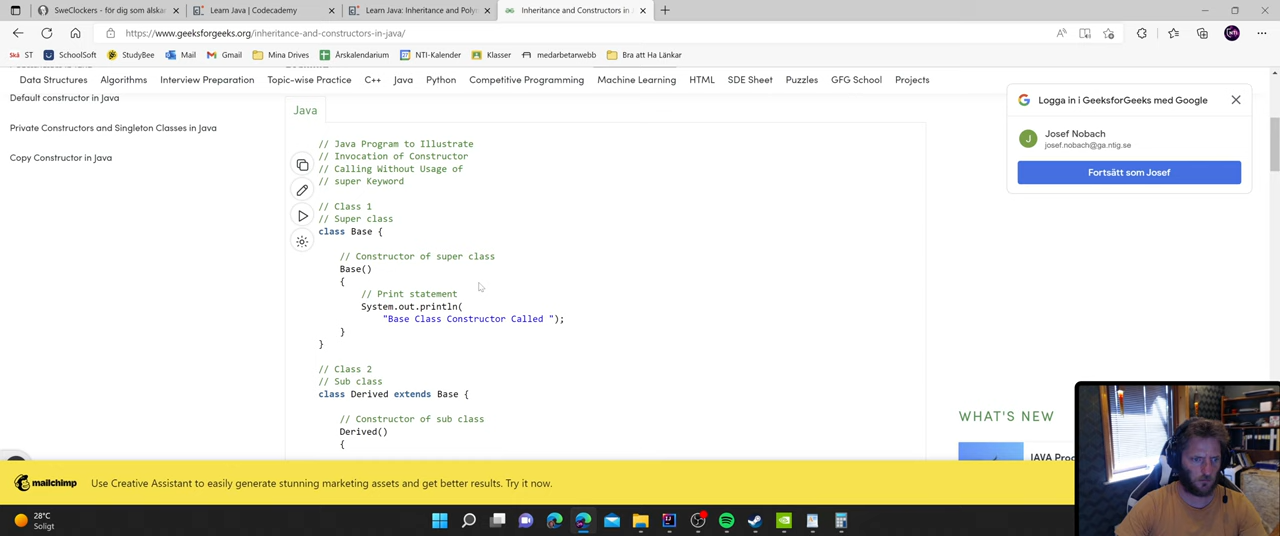 SweClockers - för dig som älskar
Learn Java | Codecademy
Learn Java: Inheritance and Poly
Inheritance and Constructors in J
https://www.geeksforgeeks.org/inheritance-and-constructors-in-java/
ST
SchoolSoft
StudyBee
Mail
Gmail
Mina Drives
Årskalendarium
NTI-Kalender
Klasser
medarbetarwebb
Bra att Ha Länkar
Data Structures
Algorithms
Interview Preparation
Topic-wise Practice
C++
Java
Python
Competitive Programming
Machine Learning
HTML
SDE Sheet
Puzzles
GFG School
Projects
Default constructor in Java
Private Constructors and Singleton Classes in Java
Copy Constructor in Java
Java
// Java Program to Illustrate
// Invocation of Constructor
// Calling Without Usage of
// super Keyword
// Class 1
// Super class
class Base {
// Constructor of super class
Base()
{
// Print statement
System.out.println(
"Base Class Constructor Called ");
}
}
// Class 2
// Sub class
class Derived extends Base {
// Constructor of sub class
Derived()
{
Logga in i GeeksforGeeks med Google
J
Josef Nobach
josef.nobach@ga.ntig.se
Fortsätt som Josef
WHAT'S NEW
JAVA Pro
mailchimp
Use Creative Assistant to easily generate stunning marketing assets and get better results. Try it now.
28°C
Soligt